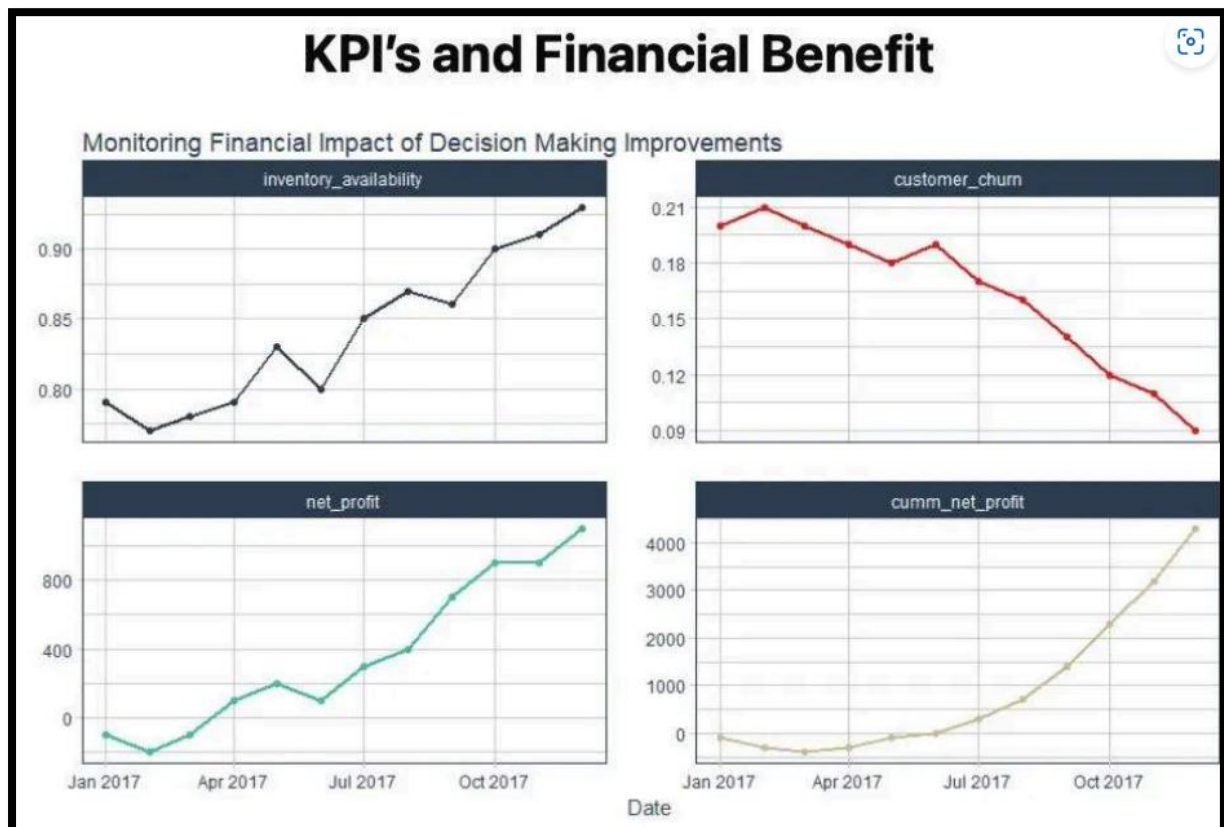 KPI's and Financial Benefit
Monitoring Financial Impact of Decision Making Improvements
inventory_availability
0.90
0.85
0.80
customer_churn
0.21
0.18
0.15
0.12
0.09
net_profit
800
400
0
Jan 2017 Apr 2017 Jul 2017 Oct 2017
cumm_net_profit
4000
3000
2000
1000
0
Jan 2017 Apr 2017 Jul 2017 Oct 2017
Date